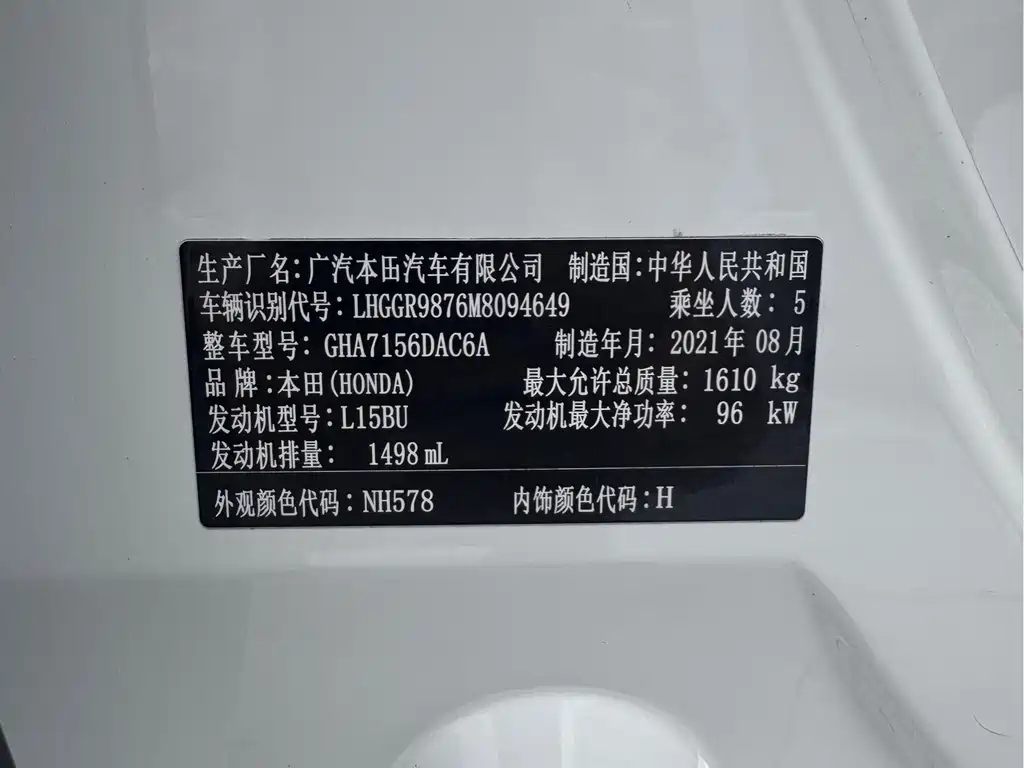 生产厂名:广汽本田汽车有限公司 制造国:中华人民共和国
车辆识别代号:LHGGR9876M8094649 乘坐人数: 5
整车型号: GHA7156DAC6A 制造年月: 2021年 08月
品 牌:本田(HONDA) 最大允许总质量: 1610 kg
发动机型号:L15BU 发动机最大净功率: 96 kW
发动机排量: 1498 mL
外观颜色代码:NH578 内饰颜色代码:H